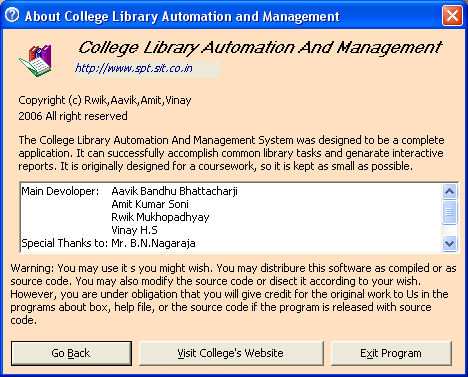 About College Library Automation and Management
College Library Automation And Management
http://www.spt.sit.co.in
Copyright (c) Rwik,Aavik,Amit,Vinay
2006 All right reserved
The College Library Automation And Management System was designed to be a complete
application. It can successfully accomplish common library tasks and genarate interactive
reports. It is originally designed for a coursework, so it is kept as small as possible.
Main Devoloper: Aavik Bandhu Bhattacharji
Amit Kumar Soni
Rwik Mukhopadhyay
Vinay H.S
Special Thanks to: Mr. B.N.Nagaraja
Warning: You may use it s you might wish. You may distribure this software as compiled or as
source code. You may also modify the source code or disect it according to your wish.
However, you are under obligation that you will give credit for the original work to Us in the
programs about box, help file, or the source code if the program is released with source
code.
Go Back
Visit College's Website
Exit Program